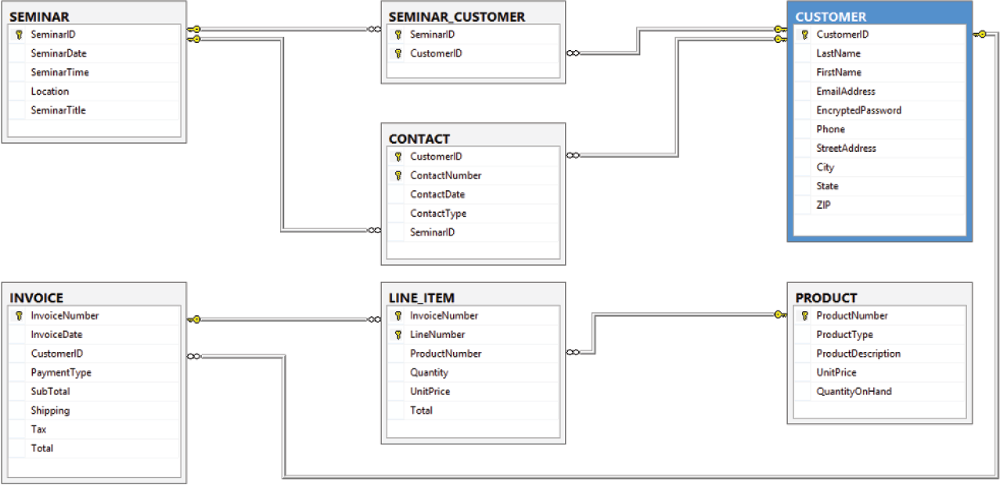 SEMINAR
SeminarID
SeminarDate
SeminarTime
Location
SeminarTitle
SEMINAR_CUSTOMER
SeminarID
CustomerID
CUSTOMER
CustomerID
LastName
FirstName
EmailAddress
EncryptedPassword
Phone
StreetAddress
City
State
ZIP
CONTACT
CustomerID
ContactNumber
ContactDate
ContactType
SeminarID
INVOICE
InvoiceNumber
InvoiceDate
CustomerID
PaymentType
SubTotal
Shipping
Tax
Total
LINE_ITEM
InvoiceNumber
LineNumber
ProductNumber
Quantity
UnitPrice
Total
PRODUCT
ProductNumber
ProductType
ProductDescription
UnitPrice
QuantityOnHand